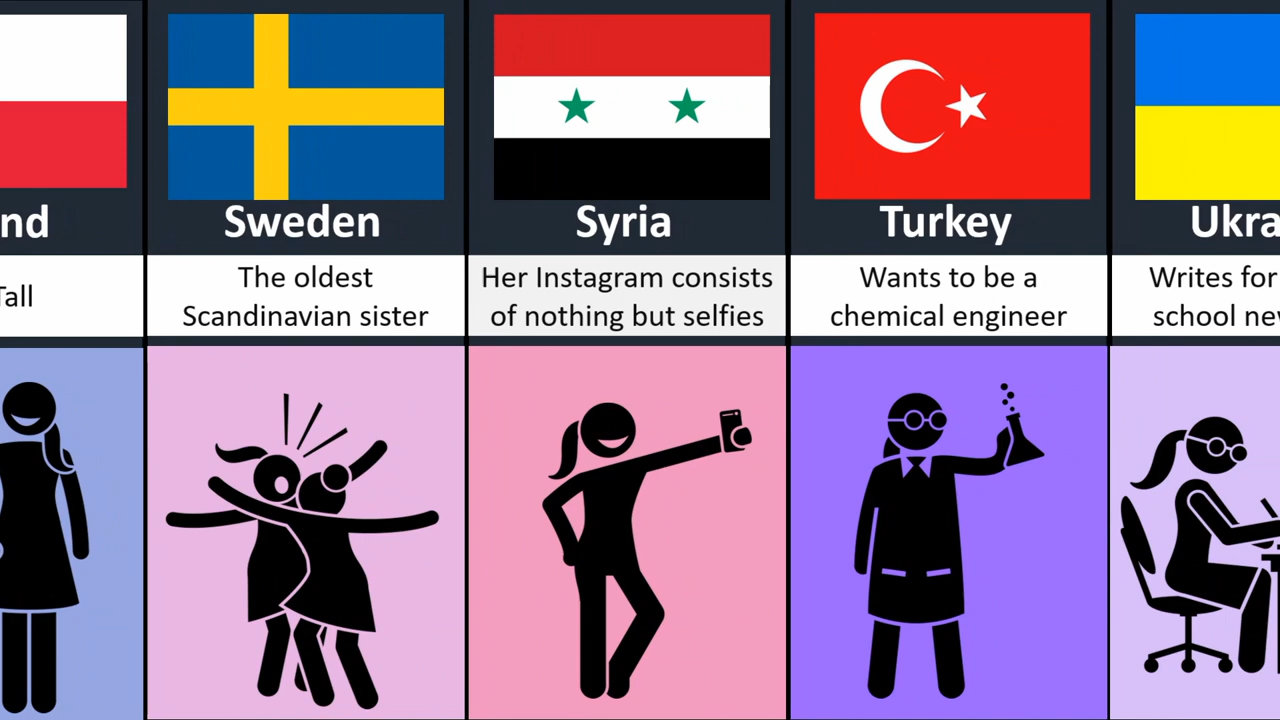 nd
Sweden
Syria
Turkey
Ukra
Tall
The oldest
Scandinavian sister
Her Instagram consists
of nothing but selfies
Wants to be a
chemical engineer
Writes for
school nev